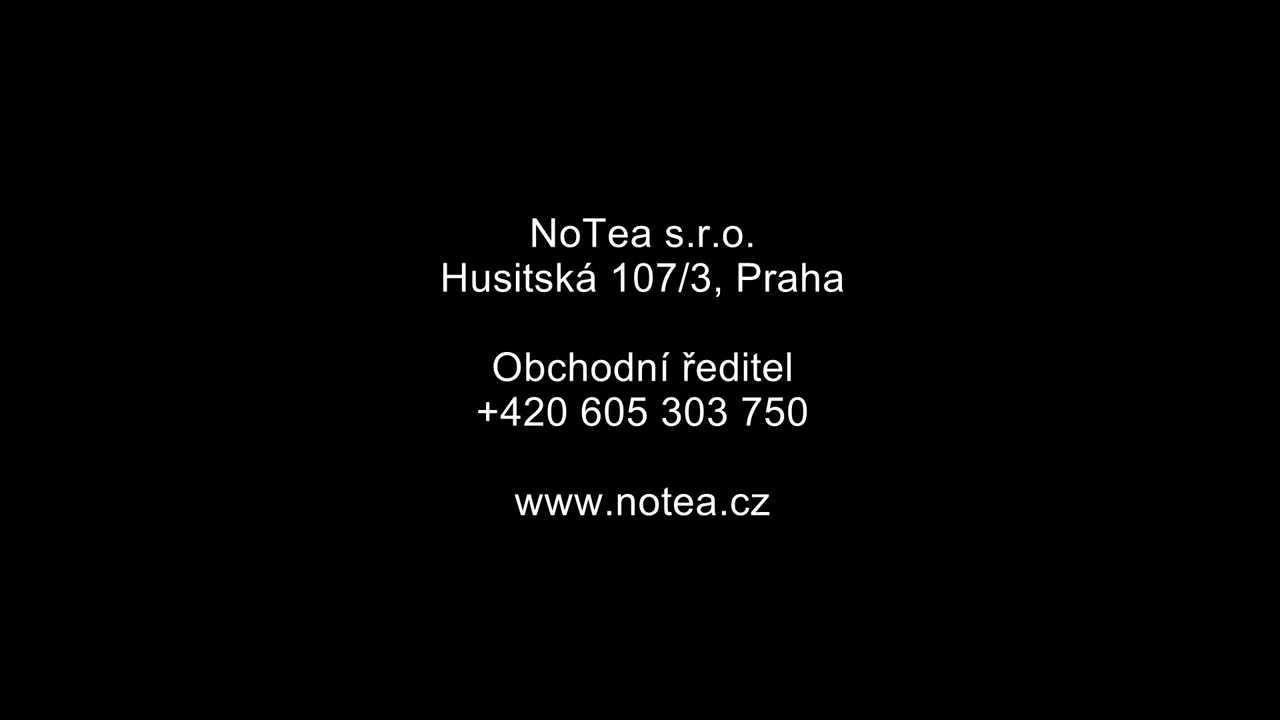 NoTea s.r.o.
Husitská 107/3, Praha
Obchodní ředitel
+420 605 303 750
www.notea.cz